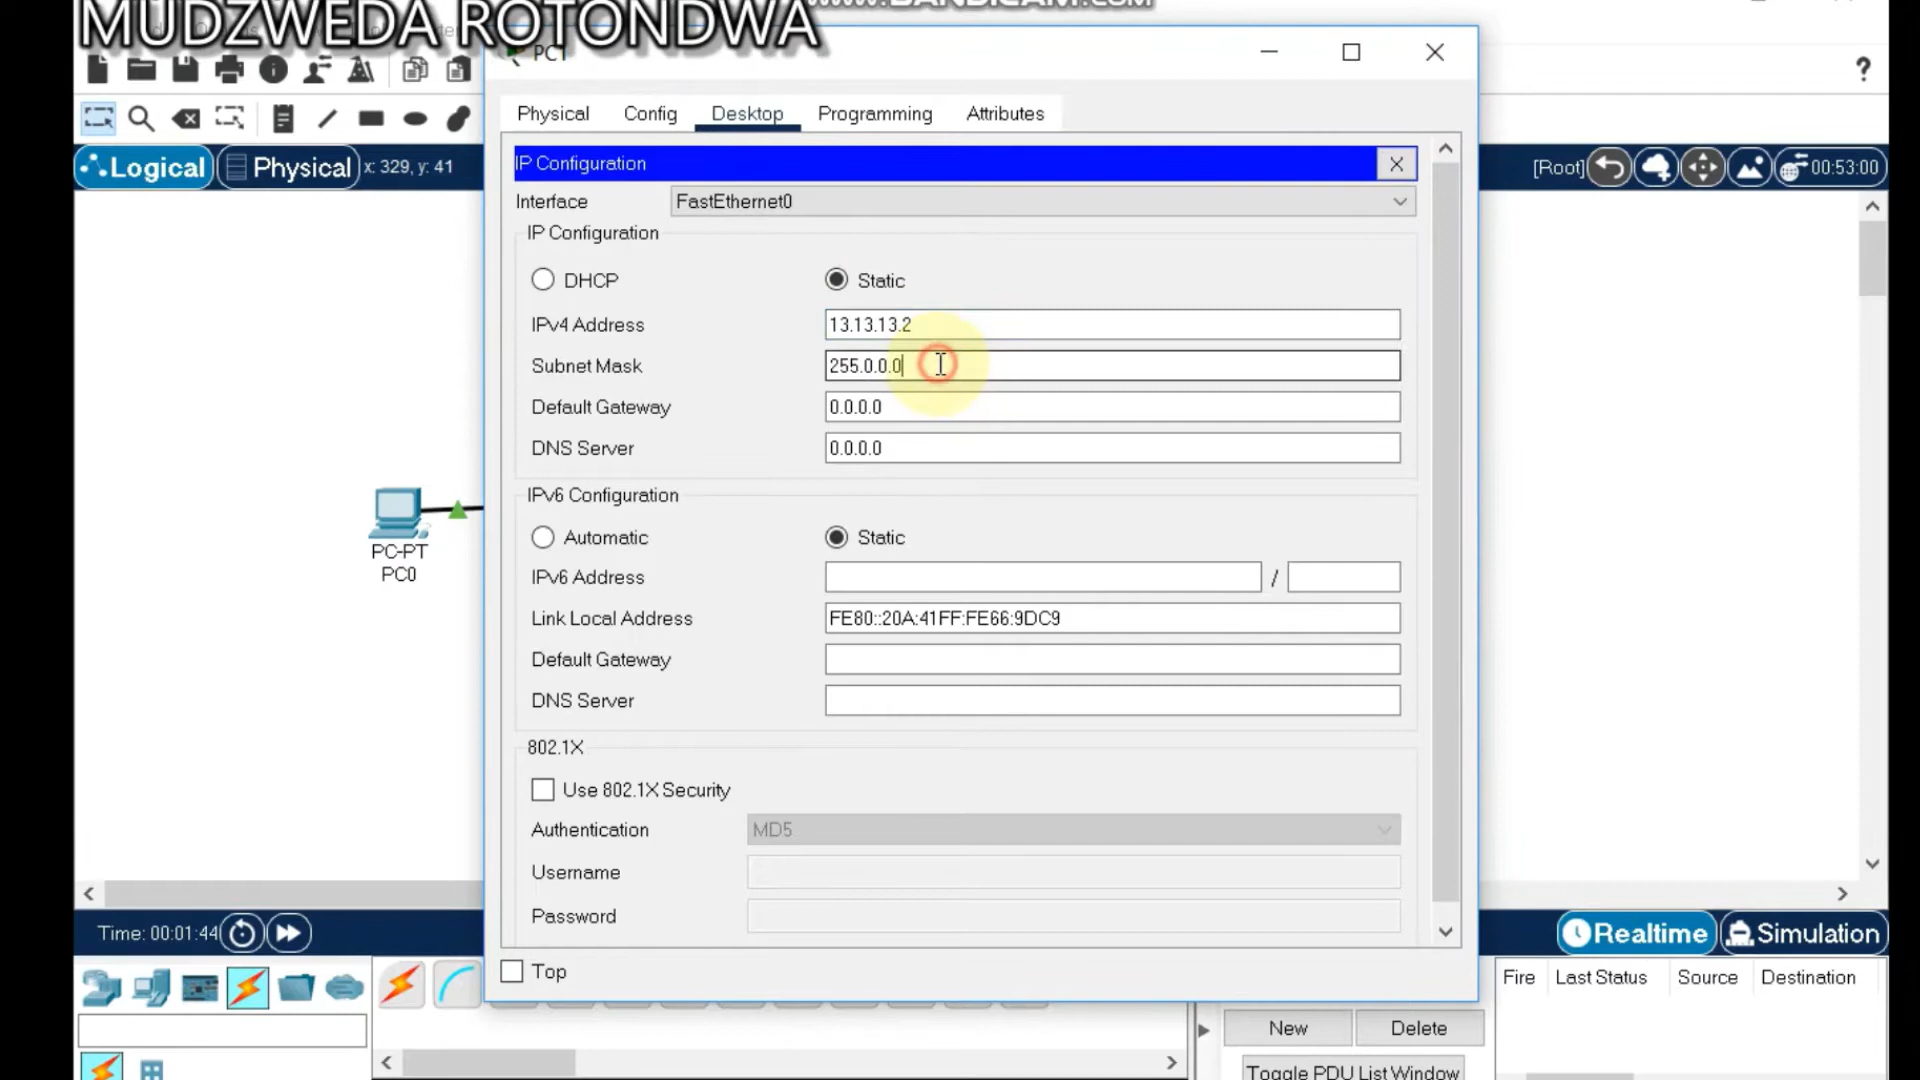 MUDZWEDA ROTONDWA
PC1
Physical Config Desktop Programming Attributes
Logical Physical x: 329, y: 41
[Root] 00:53:00
IP Configuration X
Interface FastEthernet0
IP Configuration
DHCP Static
IPv4 Address 13.13.13.2
Subnet Mask 255.0.0.0
Default Gateway 0.0.0.0
DNS Server 0.0.0.0
IPv6 Configuration
Automatic Static
IPv6 Address /
Link Local Address FE80::20A:41FF:FE66:9DC9
Default Gateway
DNS Server
802.1X
Use 802.1X Security
Authentication MD5
Username
Password
Top
PC-PT
PC0
Time: 00:01:44
Realtime Simulation
Fire Last Status Source Destination
New Delete
Toggle PDU List Window